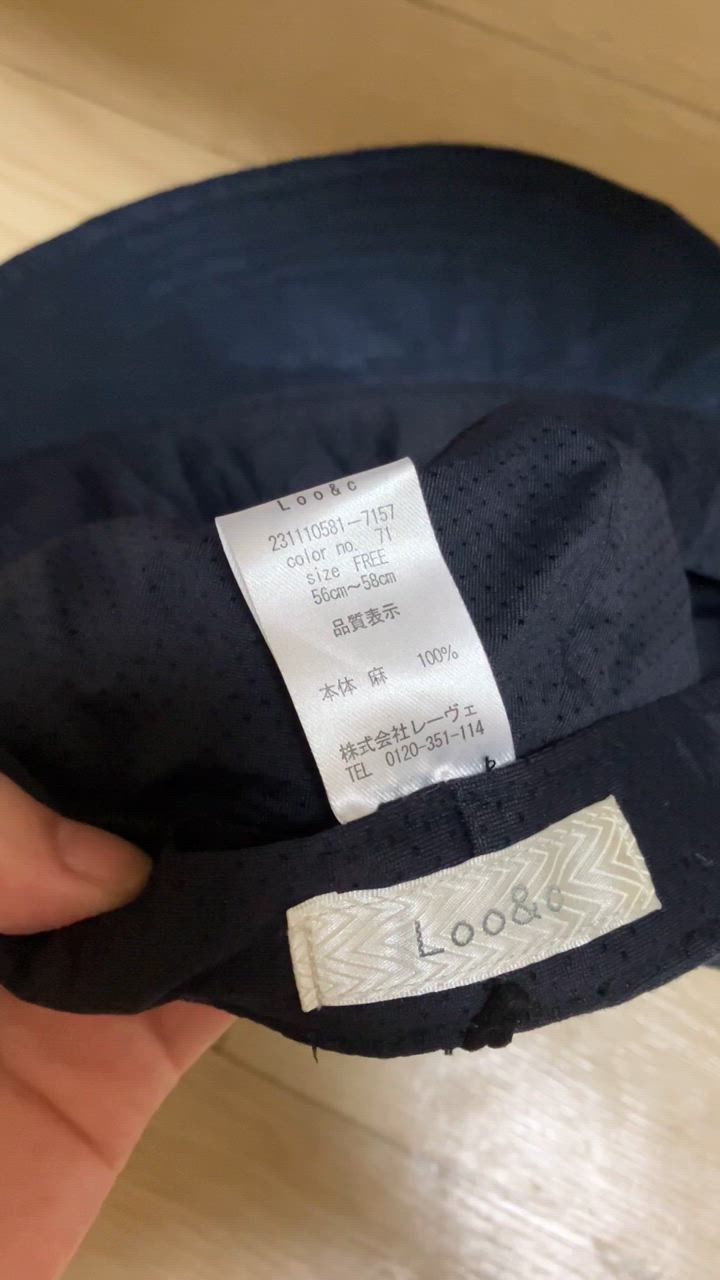 Loo&c
231110581-7157
color no. 71
size FREE
56cm~58cm
品質表示
本体 麻 100%
株式会社レーヴェ
TEL 0120-351-114
Loo&c